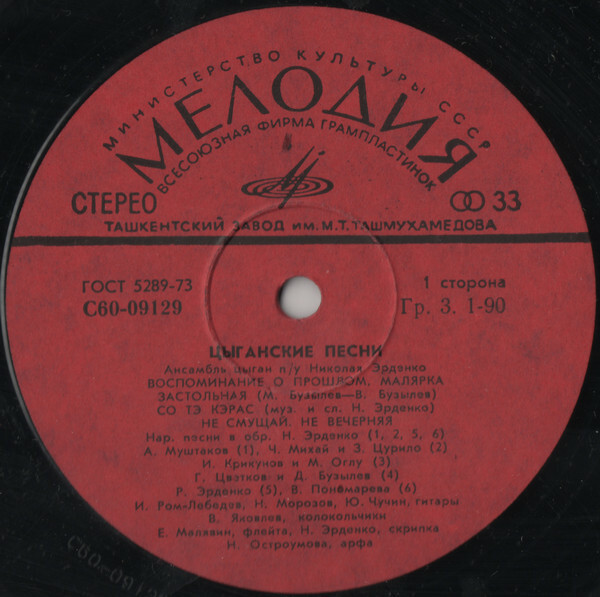 МИНИСТЕРСТВО КУЛЬТУРЫ СССР
МЕЛОДИЯ
ВСЕСОЮЗНАЯ ФИРМА ГРАМПЛАСТИНОК
СТЕРЕО
33
ТАШКЕНТСКИЙ ЗАВОД ИМ. М.Т. ТАШМУХАМЕДОВА
ГОСТ 5289-73
1 сторона
С60-09129
Гр. 3. 1-90
ЦЫГАНСКИЕ ПЕСНИ
Ансамбль цыган п/у Николая Эрденко
ВОСПОМИНАНИЕ О ПРОШЛОМ, МАЛЯРКА
ЗАСТОЛЬНАЯ (М. Бузылев—В. Бузылев)
СО ТЭ КЭРАС (муз. и сл. Н. Эрденко)
НЕ СМУЩАЙ, НЕ ВЕЧЕРНЯЯ
Нар. песни в обр. Н. Эрденко (1, 2, 5, 6)
А. Муштаков (1), Ч. Михай и З. Цурило (2)
И. Крикунов и М. Оглу (3)
Г. Цветков и Д. Бузылев (4)
Р. Эрденко (5), В. Пономарева (6)
И. Ром-Лебедев, Н. Морозов, Ю. Чучин, гитары
В. Яковлев, колокольчики
Е. Малявин, флейта, Н. Эрденко, скрипка
Н. Остроумова, арфа